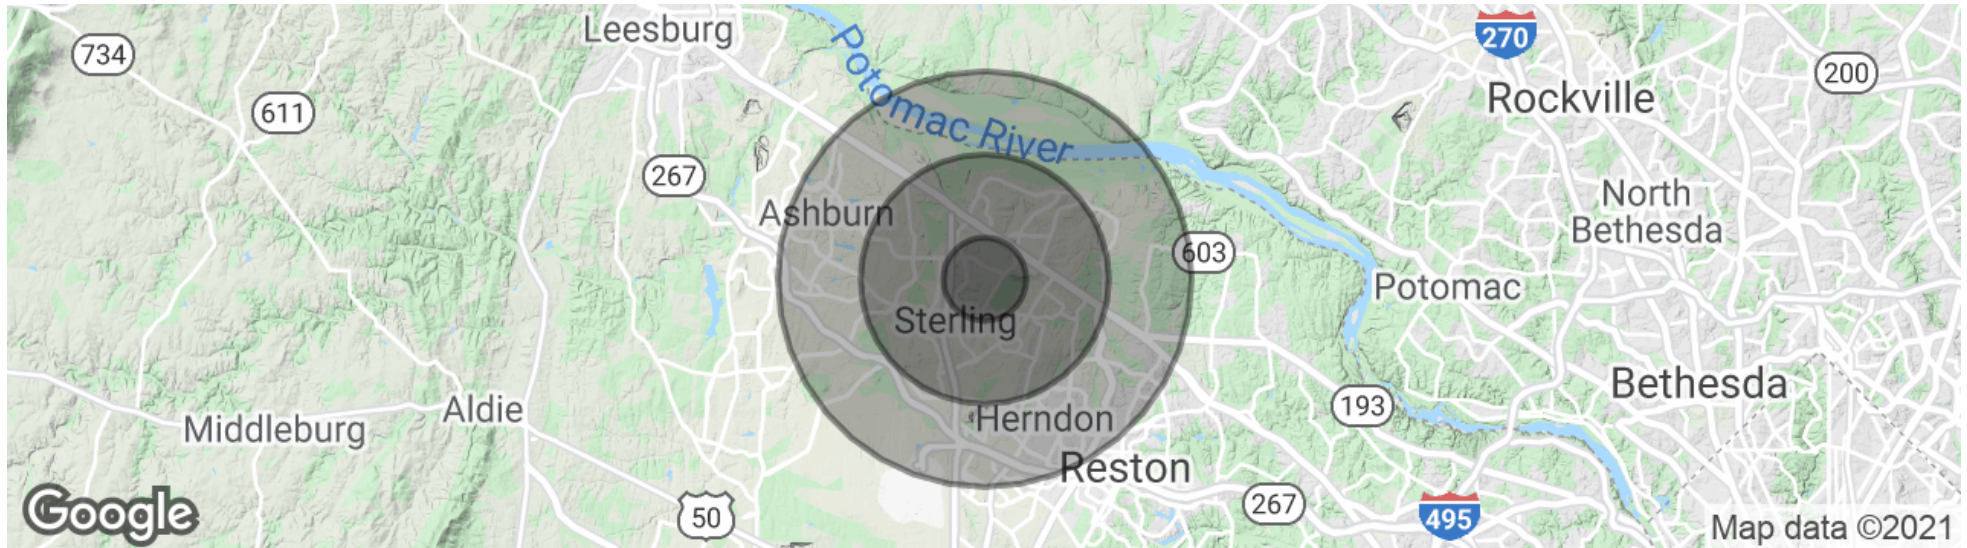 Leesburg
734
270
Potomac River
200
Rockville
611
267
North
Bethesda
Ashburn
603
Potomac
Sterling
Bethesda
193
Aldie
Herndon
Middleburg
Reston
267
50
495
Google
Map data ©2021